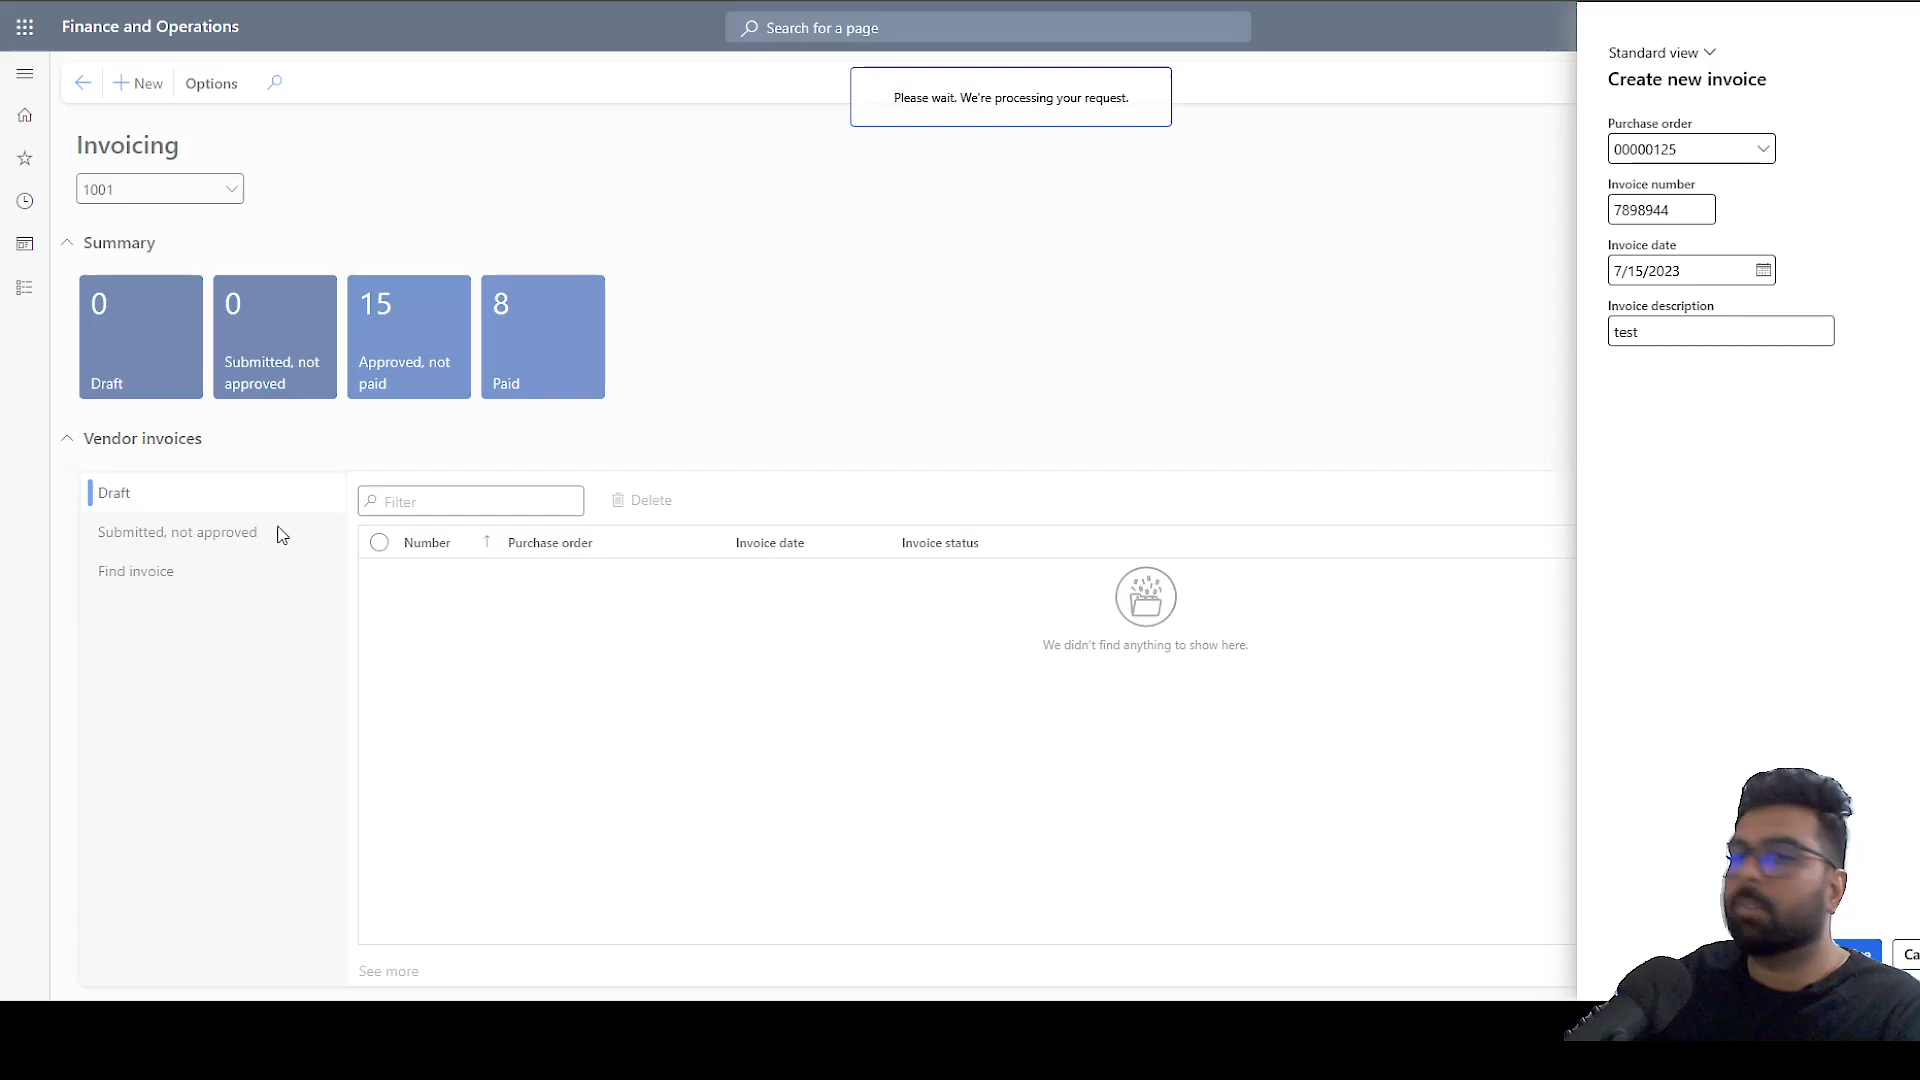 Finance and Operations
Search for a page
New
Options
Please wait. We're processing your request.
Invoicing
1001
Summary
0
Draft
0
Submitted, not
approved
15
Approved, not
paid
8
Paid
Vendor invoices
Draft
Submitted, not approved
Find invoice
Filter
Delete
Number
Purchase order
Invoice date
Invoice status
We didn't find anything to show here.
See more
Standard view
Create new invoice
Purchase order
00000125
Invoice number
7898944
Invoice date
7/15/2023
Invoice description
test